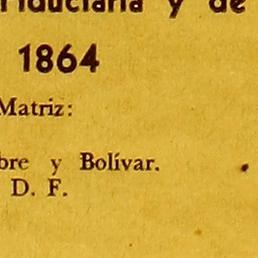 Fiduciaria y de
1864
Matriz:
bre y Bolívar.
D. F.